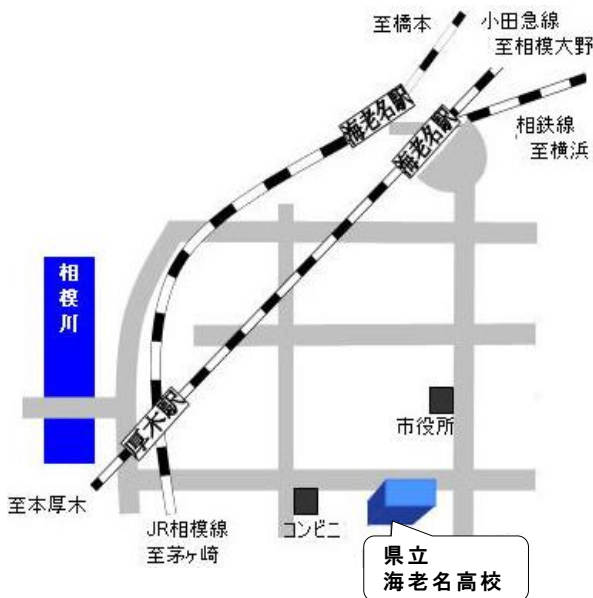 至橋本
小田急線
至相模大野
海老名駅
海老名駅
相鉄線
至横浜
相模川
厚木駅
市役所
至本厚木
JR相模線
至茅ヶ崎
コンビニ
県立
海老名高校